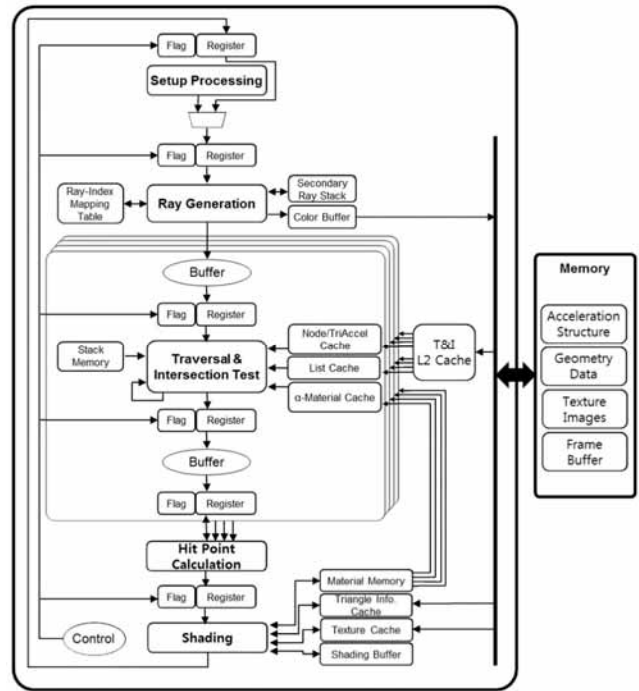 Flag
Register
Setup Processing
Flag
Register
Ray-Index
Mapping
Table
Ray Generation
Secondary
Ray Stack
Color Buffer
Buffer
Flag
Register
Stack
Memory
Traversal &
Intersection Test
Node/TriAccel
Cache
List Cache
α-Material Cache
T&I
L2 Cache
Flag
Register
Buffer
Flag
Register
Hit Point
Calculation
Flag
Register
Control
Shading
Material Memory
Triangle Info.
Cache
Texture Cache
Shading Buffer
Memory
Acceleration
Structure
Geometry
Data
Texture
Images
Frame
Buffer